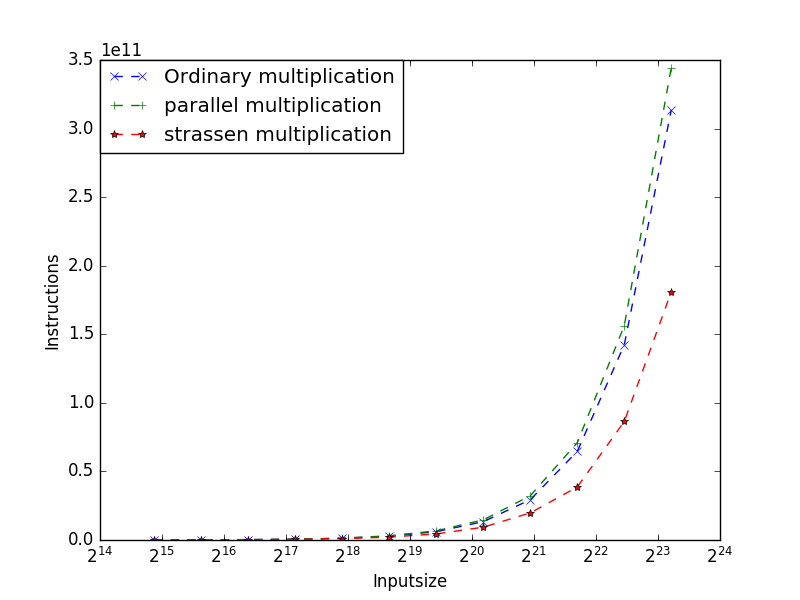 1e11
3.5
3.0
2.5
2.0
1.5
1.0
0.5
0.0
Instructions
Ordinary multiplication
parallel multiplication
strassen multiplication
2^14 2^15 2^16 2^17 2^18 2^19 2^20 2^21 2^22 2^23 2^24
Inputsize